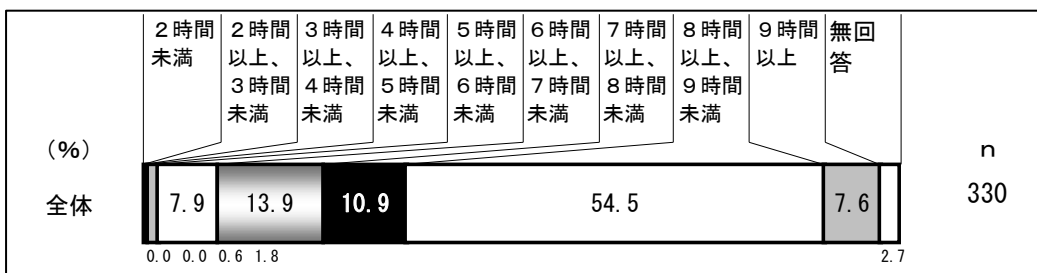 ２時間 ２時間 ３時間 ４時間 ５時間 ６時間 ７時間 ８時間 ９時間 無回
未満 以上、 以上、 以上、 以上、 以上、 以上、 以上、 以上 答
３時間 ４時間 ５時間 ６時間 ７時間 ８時間 ９時間
未満 未満 未満 未満 未満 未満 未満
（%） n
全体 7.9 13.9 10.9 54.5 7.6 330
0.0 0.0 0.6 1.8 2.7